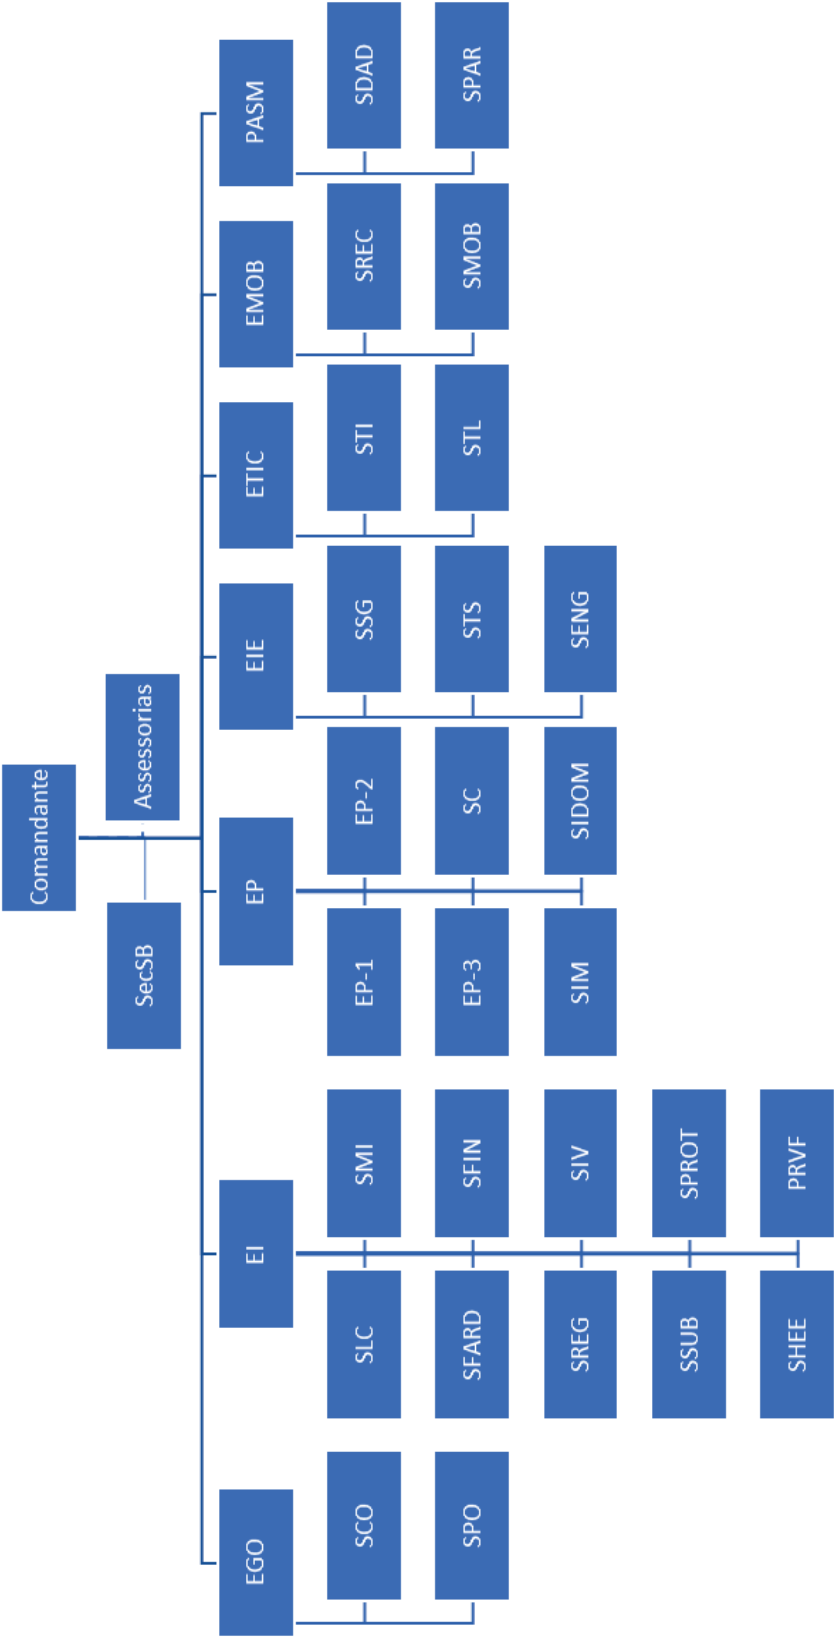 Comandante
SecSB
Assessorias
EGO
EI
EP
EIE
ETIC
EMOB
PASM
SCO
SPO
SLC
SMI
SFARD
SFIN
SREG
SIV
SSUB
SPROT
SHEE
PRVF
EP-1
EP-2
EP-3
SC
SIM
SIDOM
SSG
STS
SENG
STI
STL
SREC
SMOB
SDAD
SPAR